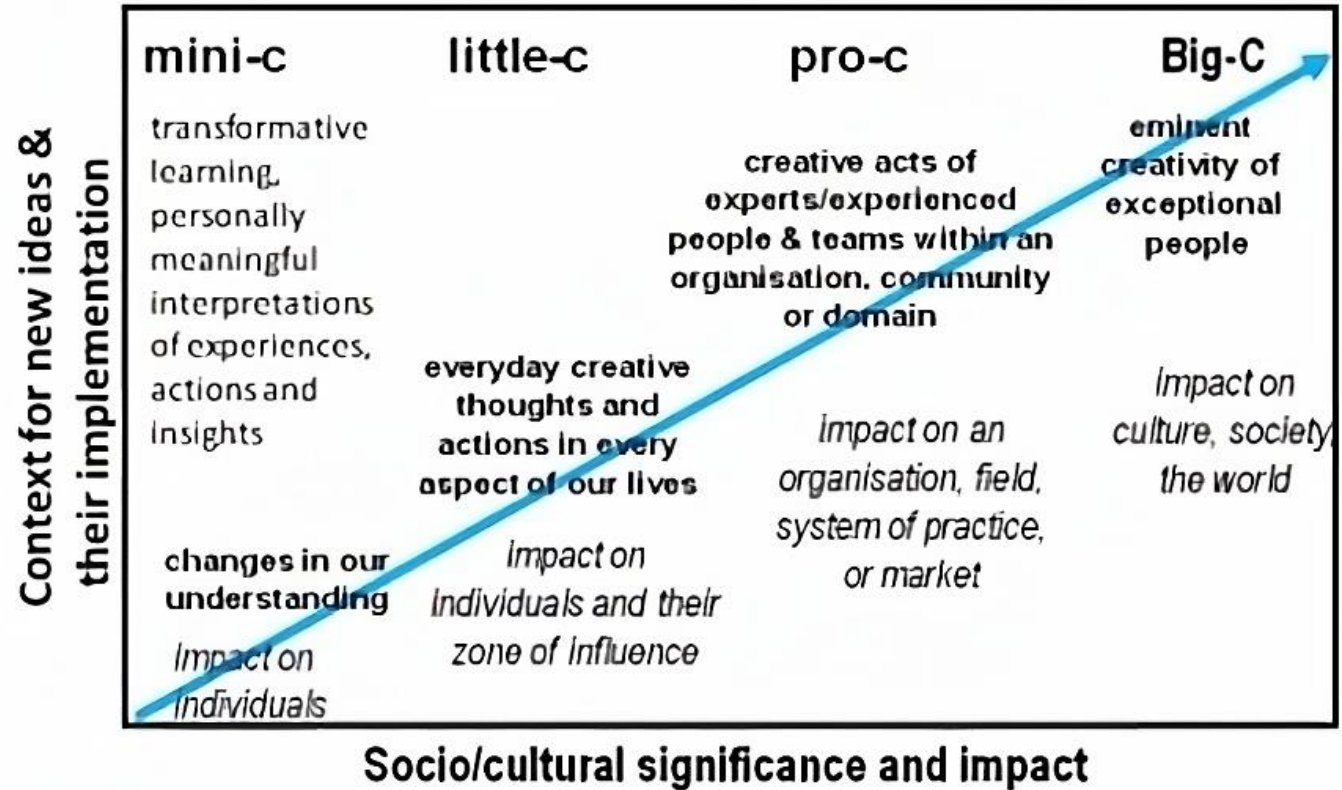 Context for new ideas &
their implementation
mini-c
transformative
learning,
personally
meaningful
interpretations
of experiences,
actions and
insights
changes in our
understanding
Impact on
individuals
little-c
everyday creative
thoughts and
actions in every
aspect of our lives
Impact on
individuals and their
zone of influence
pro-c
creative acts of
experts/experienced
people & teams within an
organisation, community
or domain
impact on an
organisation, field,
system of practice,
or market
Big-C
eminent
creativity of
exceptional
people
Impact on
culture, society
the world
Socio/cultural significance and impact